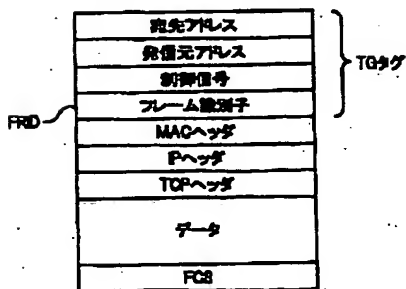 宛先アドレス
発信元アドレス
制御信号
フレーム識別子
TGタグ
FRID
MACヘッダ
IPヘッダ
TCPヘッダ
データ
FCS